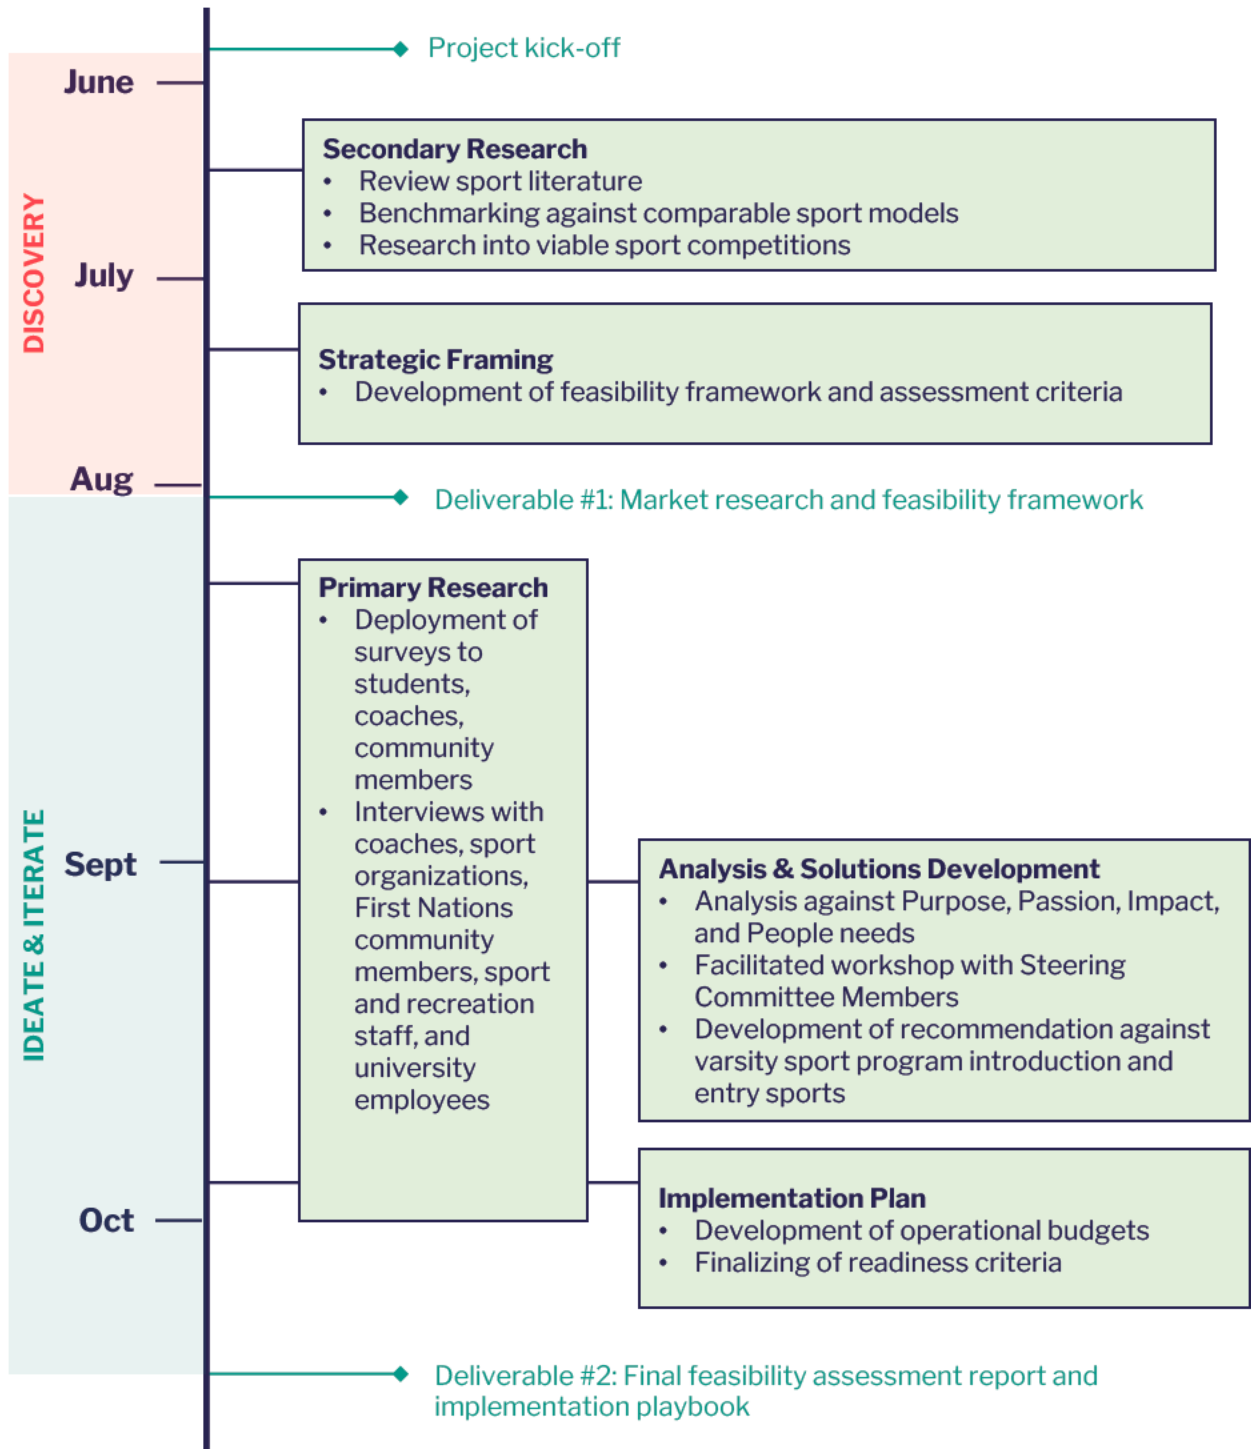 Project kick-off
June
Secondary Research
• Review sport literature
• Benchmarking against comparable sport models
• Research into viable sport competitions
DISCOVERY
July
Strategic Framing
• Development of feasibility framework and assessment criteria
Aug
Deliverable #1: Market research and feasibility framework
Primary Research
• Deployment of
surveys to
students,
coaches,
community
members
• Interviews with
coaches, sport
organizations,
First Nations
community
members, sport
and recreation
staff, and
university
employees
IDEATE & ITERATE
Sept
Analysis & Solutions Development
• Analysis against Purpose, Passion, Impact,
and People needs
• Facilitated workshop with Steering
Committee Members
• Development of recommendation against
varsity sport program introduction and
entry sports
Oct
Implementation Plan
• Development of operational budgets
• Finalizing of readiness criteria
Deliverable #2: Final feasibility assessment report and
implementation playbook